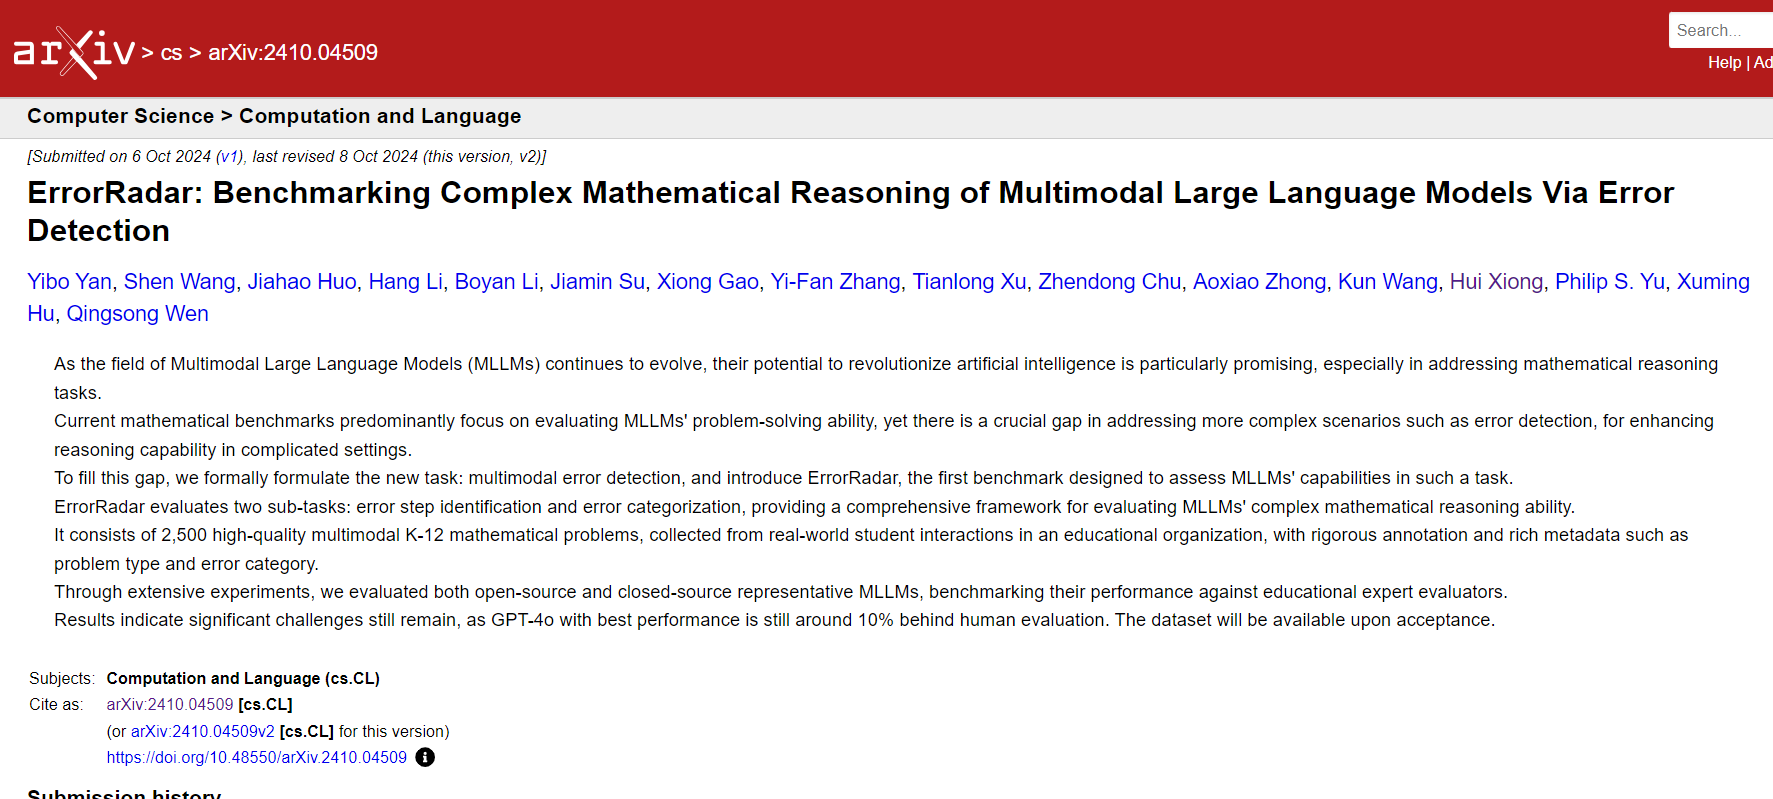 arXiv > cs > arXiv:2410.04509
Search...
Help | Ad
Computer Science > Computation and Language
[Submitted on 6 Oct 2024 (v1), last revised 8 Oct 2024 (this version, v2)]
ErrorRadar: Benchmarking Complex Mathematical Reasoning of Multimodal Large Language Models Via Error
Detection
Yibo Yan, Shen Wang, Jiahao Huo, Hang Li, Boyan Li, Jiamin Su, Xiong Gao, Yi-Fan Zhang, Tianlong Xu, Zhendong Chu, Aoxiao Zhong, Kun Wang, Hui Xiong, Philip S. Yu, Xuming
Hu, Qingsong Wen
As the field of Multimodal Large Language Models (MLLMs) continues to evolve, their potential to revolutionize artificial intelligence is particularly promising, especially in addressing mathematical reasoning
tasks.
Current mathematical benchmarks predominantly focus on evaluating MLLMs' problem-solving ability, yet there is a crucial gap in addressing more complex scenarios such as error detection, for enhancing
reasoning capability in complicated settings.
To fill this gap, we formally formulate the new task: multimodal error detection, and introduce ErrorRadar, the first benchmark designed to assess MLLMs' capabilities in such a task.
ErrorRadar evaluates two sub-tasks: error step identification and error categorization, providing a comprehensive framework for evaluating MLLMs' complex mathematical reasoning ability.
It consists of 2,500 high-quality multimodal K-12 mathematical problems, collected from real-world student interactions in an educational organization, with rigorous annotation and rich metadata such as
problem type and error category.
Through extensive experiments, we evaluated both open-source and closed-source representative MLLMs, benchmarking their performance against educational expert evaluators.
Results indicate significant challenges still remain, as GPT-4o with best performance is still around 10% behind human evaluation. The dataset will be available upon acceptance.
Subjects: Computation and Language (cs.CL)
Cite as: arXiv:2410.04509 [cs.CL]
(or arXiv:2410.04509v2 [cs.CL] for this version)
https://doi.org/10.48550/arXiv.2410.04509
Submission history